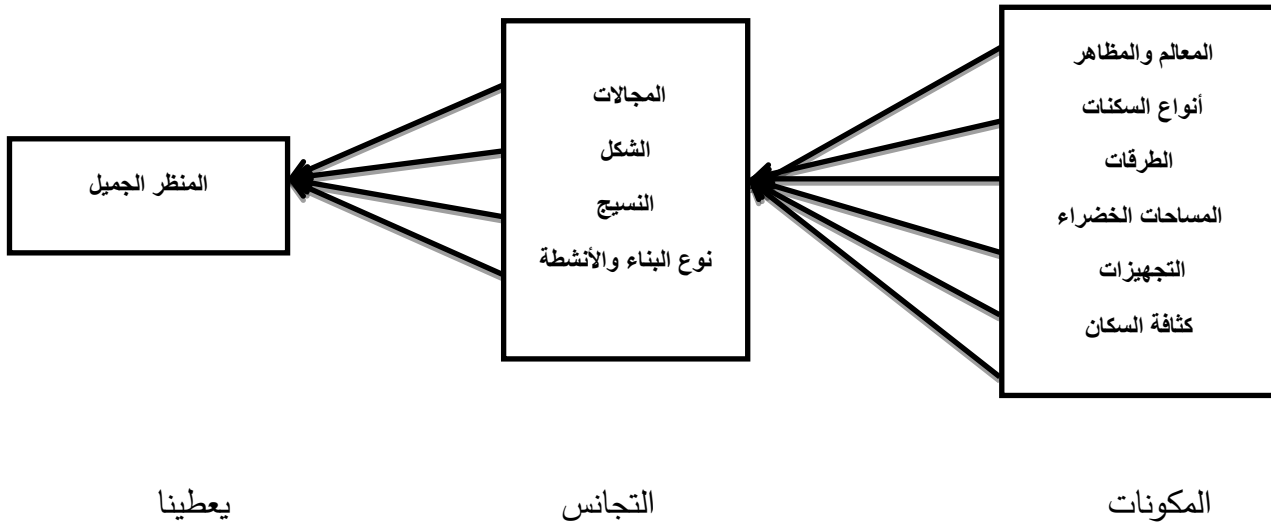 المعالم والمظاهر
أنواع السكنات
الطرقات
المساحات الخضراء
التجهيزات
كثافة السكان
المجالات
الشكل
النسيج
نوع البناء والأنشطة
المنظر الجميل
المكونات
التجانس
يعطينا